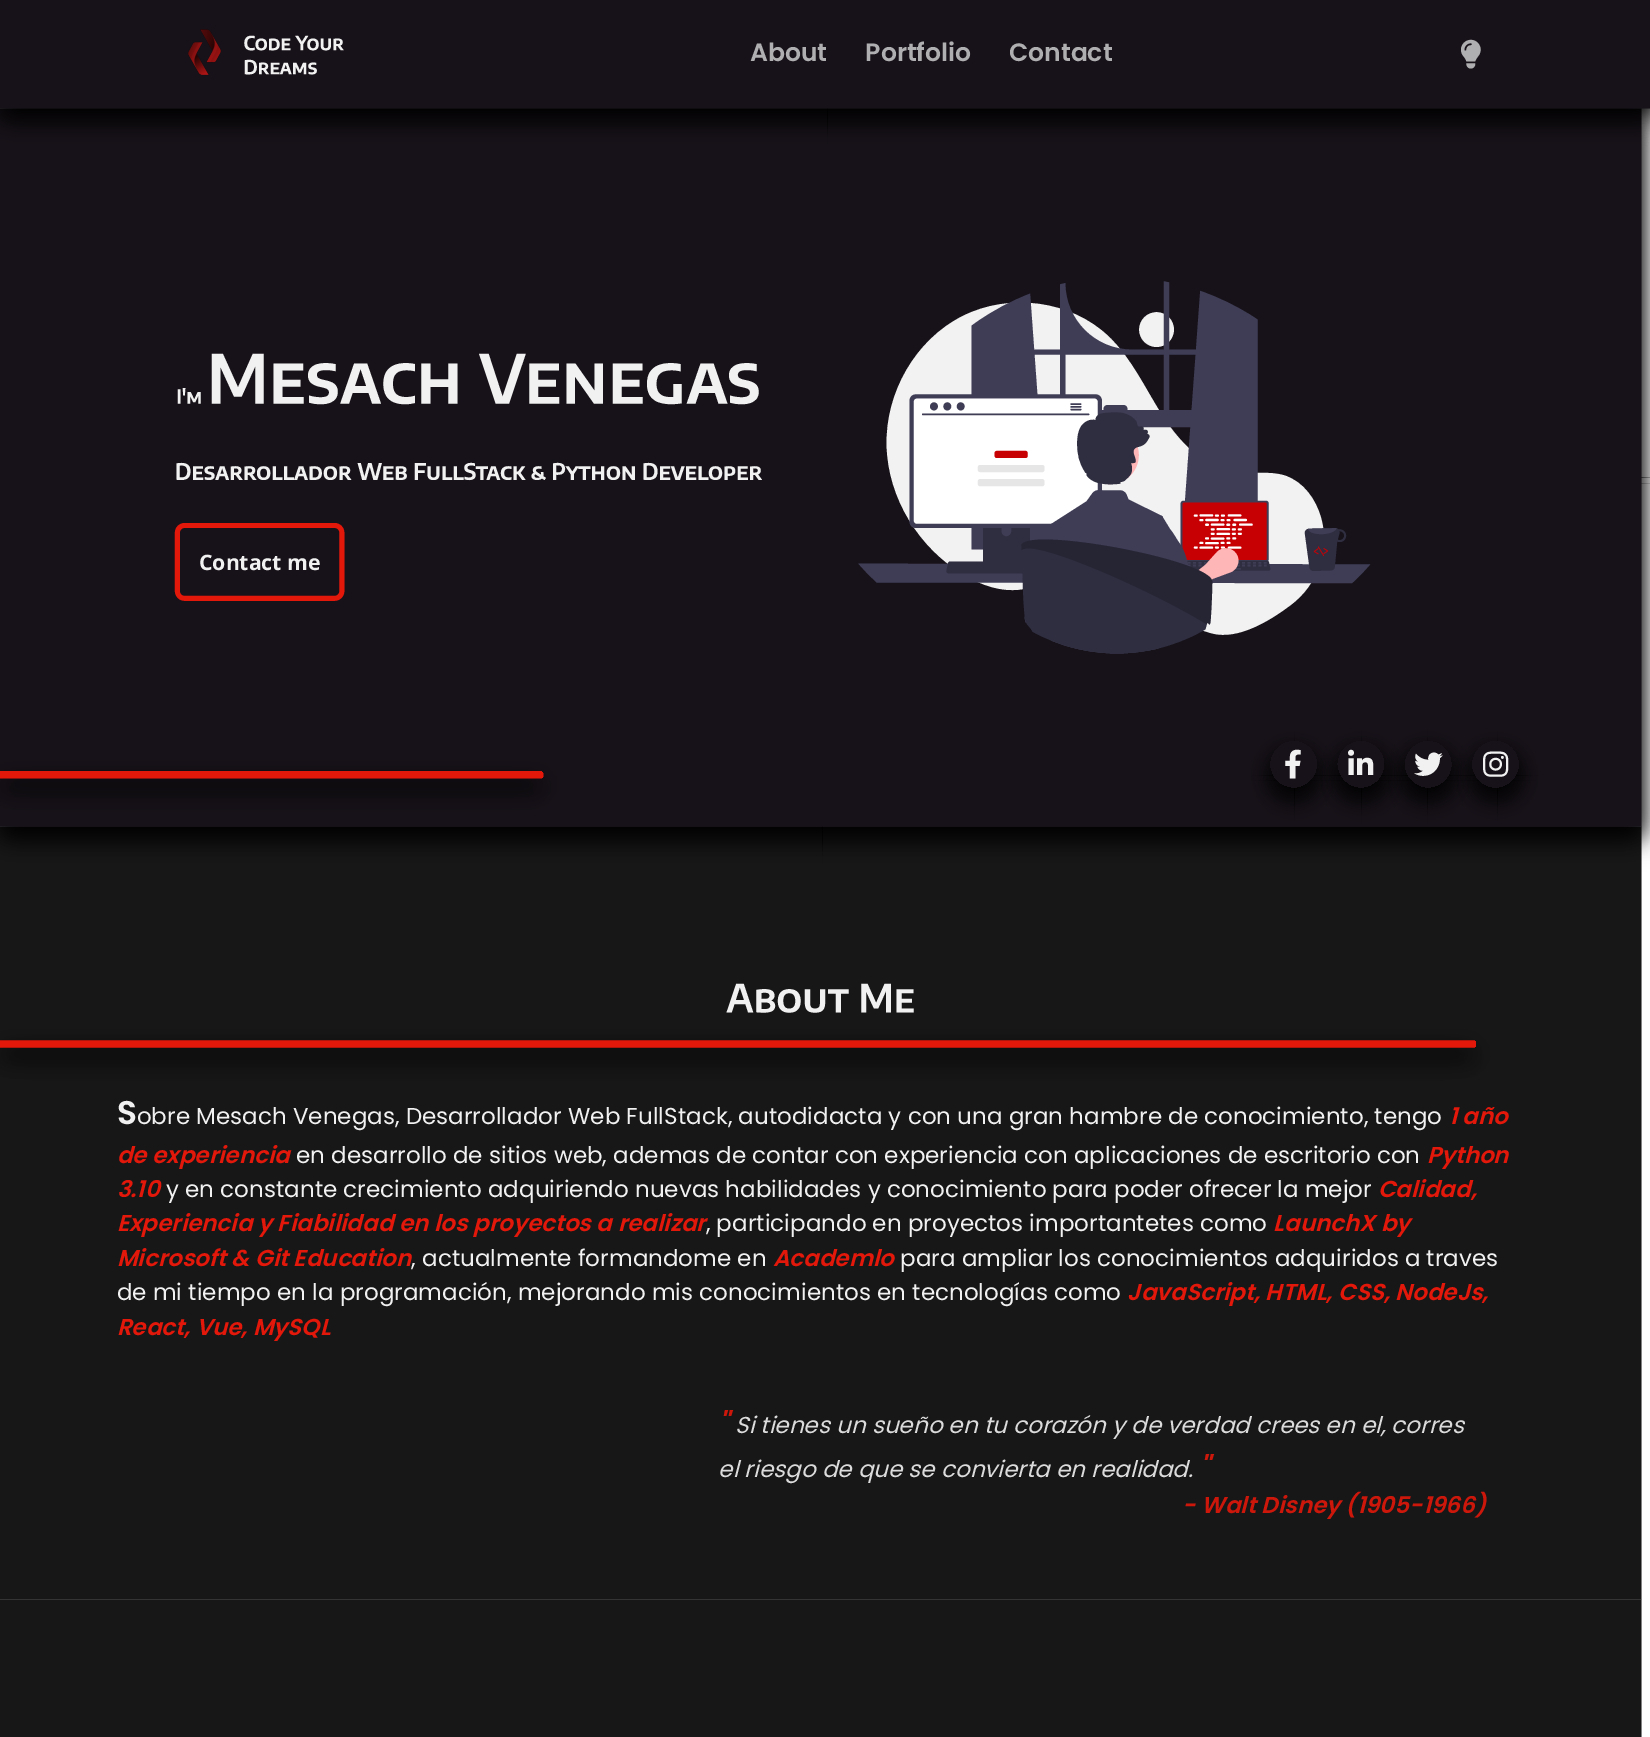 Code Your
Dreams
About Portfolio Contact
I'm Mesach Venegas
Desarrollador Web FullStack & Python Developer
Contact me
About Me
Sobre Mesach Venegas, Desarrollador Web FullStack, autodidacta y con una gran hambre de conocimiento, tengo 1 año
de experiencia en desarrollo de sitios web, ademas de contar con experiencia con aplicaciones de escritorio con Python
3.10 y en constante crecimiento adquiriendo nuevas habilidades y conocimiento para poder ofrecer la mejor Calidad,
Experiencia y Fiabilidad en los proyectos a realizar, participando en proyectos importantetes como LaunchX by
Microsoft & Git Education, actualmente formandome en Academlo para ampliar los conocimientos adquiridos a traves
de mi tiempo en la programación, mejorando mis conocimientos en tecnologías como JavaScript, HTML, CSS, NodeJs,
React, Vue, MySQL
" Si tienes un sueño en tu corazón y de verdad crees en el, corres
el riesgo de que se convierta en realidad. "
- Walt Disney (1905-1966)